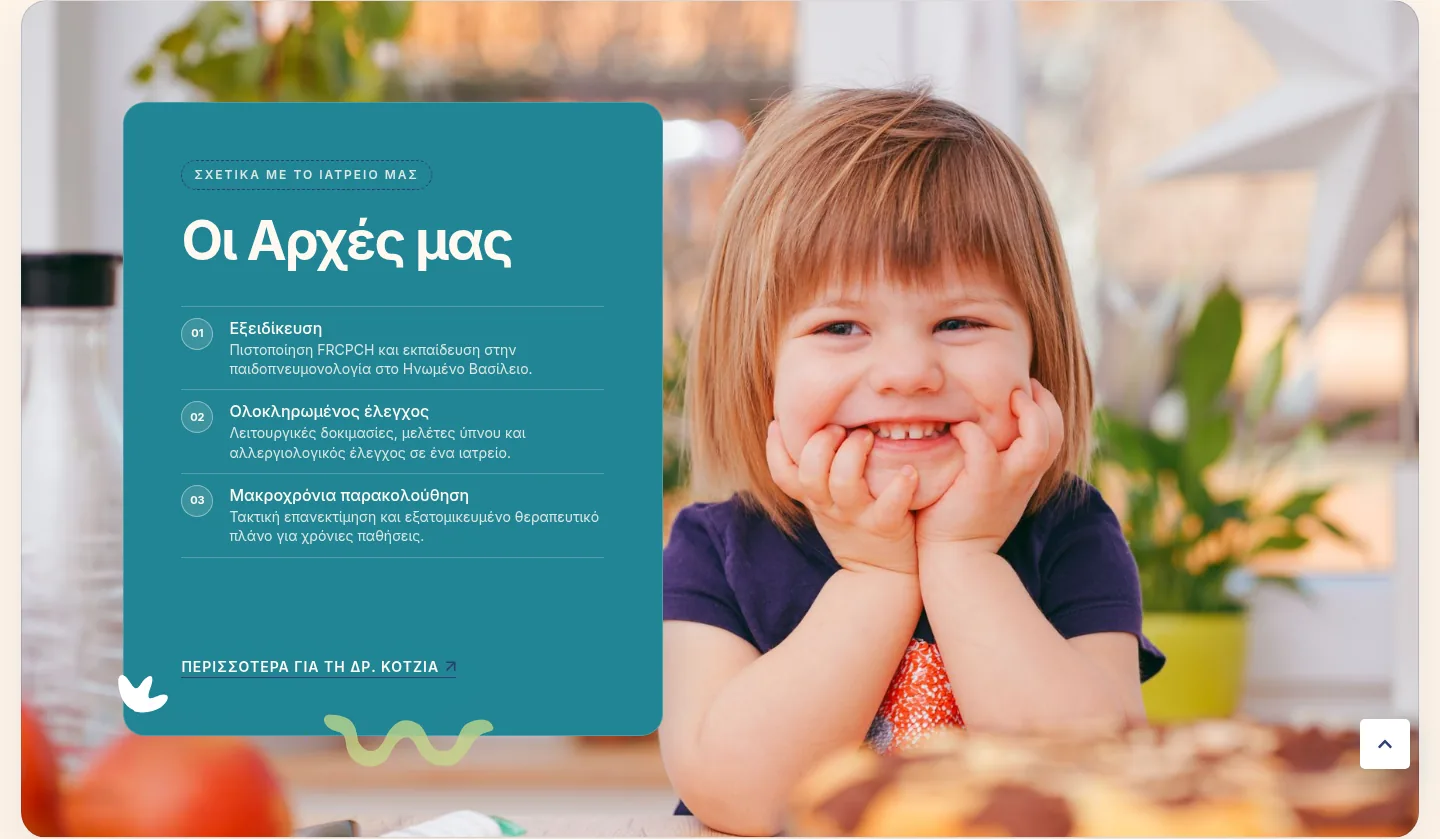 ΣΧΕΤΙΚΑ ΜΕ ΤΟ ΙΑΤΡΕΙΟ ΜΑΣ
Οι Αρχές μας
01
Εξειδίκευση
Πιστοποίηση FRCPCH και εκπαίδευση στην
παιδοπνευμονολογία στο Ηνωμένο Βασίλειο.
02
Ολοκληρωμένος έλεγχος
Λειτουργικές δοκιμασίες, μελέτες ύπνου και
αλλεργιολογικός έλεγχος σε ένα ιατρείο.
03
Μακροχρόνια παρακολούθηση
Τακτική επανεκτίμηση και εξατομικευμένο θεραπευτικό
πλάνο για χρόνιες παθήσεις.
ΠΕΡΙΣΣΟΤΕΡΑ ΓΙΑ ΤΗ ΔΡ. ΚΟΤΖΙΑ